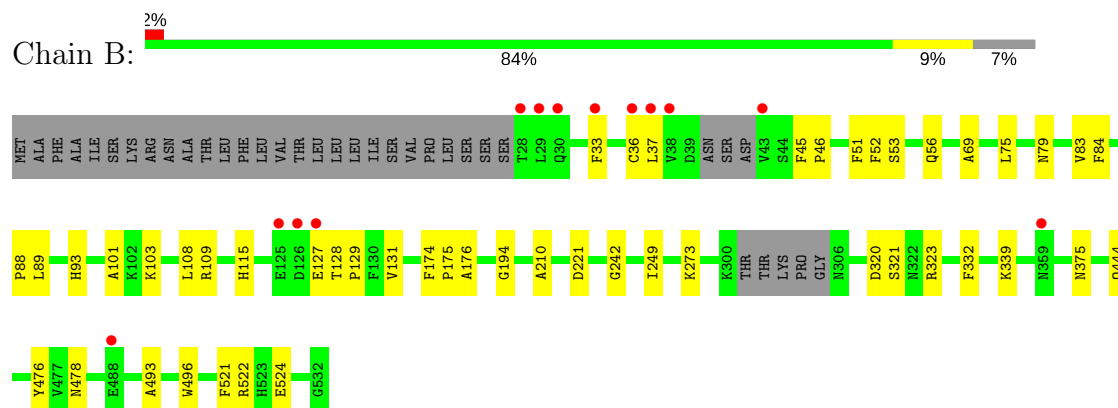 2%
Chain B:
84% 9% 7%
MET ALA PHE ALA ILE SER LYS ARG ASN ALA THR LEU PHE LEU VAL THR LEU LEU LEU ILE SER VAL PRO LEU SER SER SER T28 L29 Q30 F33 C36 L37 V38 D39 ASN SER ASP V43 S44 F45 P46 F51 F52 S53 Q56 A69 L75 N79 V83 F84
P88 L89 H93 A101 K102 K103 L108 R109 H115 E125 D126 E127 T128 P129 F130 V131 F174 P175 A176 G194 A210 D221 G242 I249 K273 K300 THR THR LYS PRO GLY N306 D320 S321 N322 R323 F332 K339 N359 N375
Y476 V477 N478 E488 A493 W496 F521 R522 H523 E524 G532